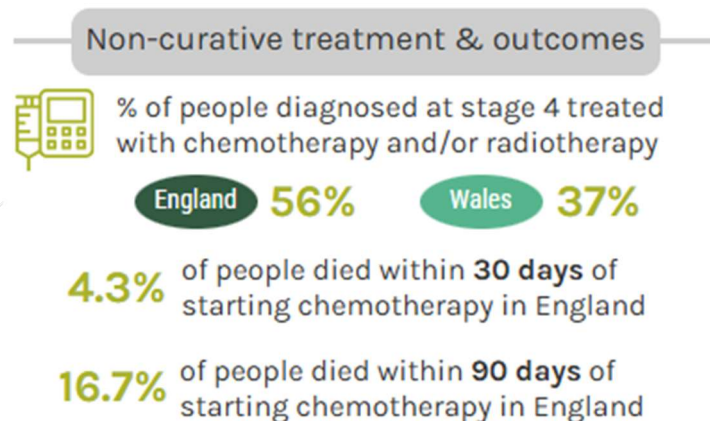 Non-curative treatment & outcomes
% of people diagnosed at stage 4 treated
with chemotherapy and/or radiotherapy
England 56% Wales 37%
4.3% of people died within 30 days of
starting chemotherapy in England
16.7% of people died within 90 days of
starting chemotherapy in England